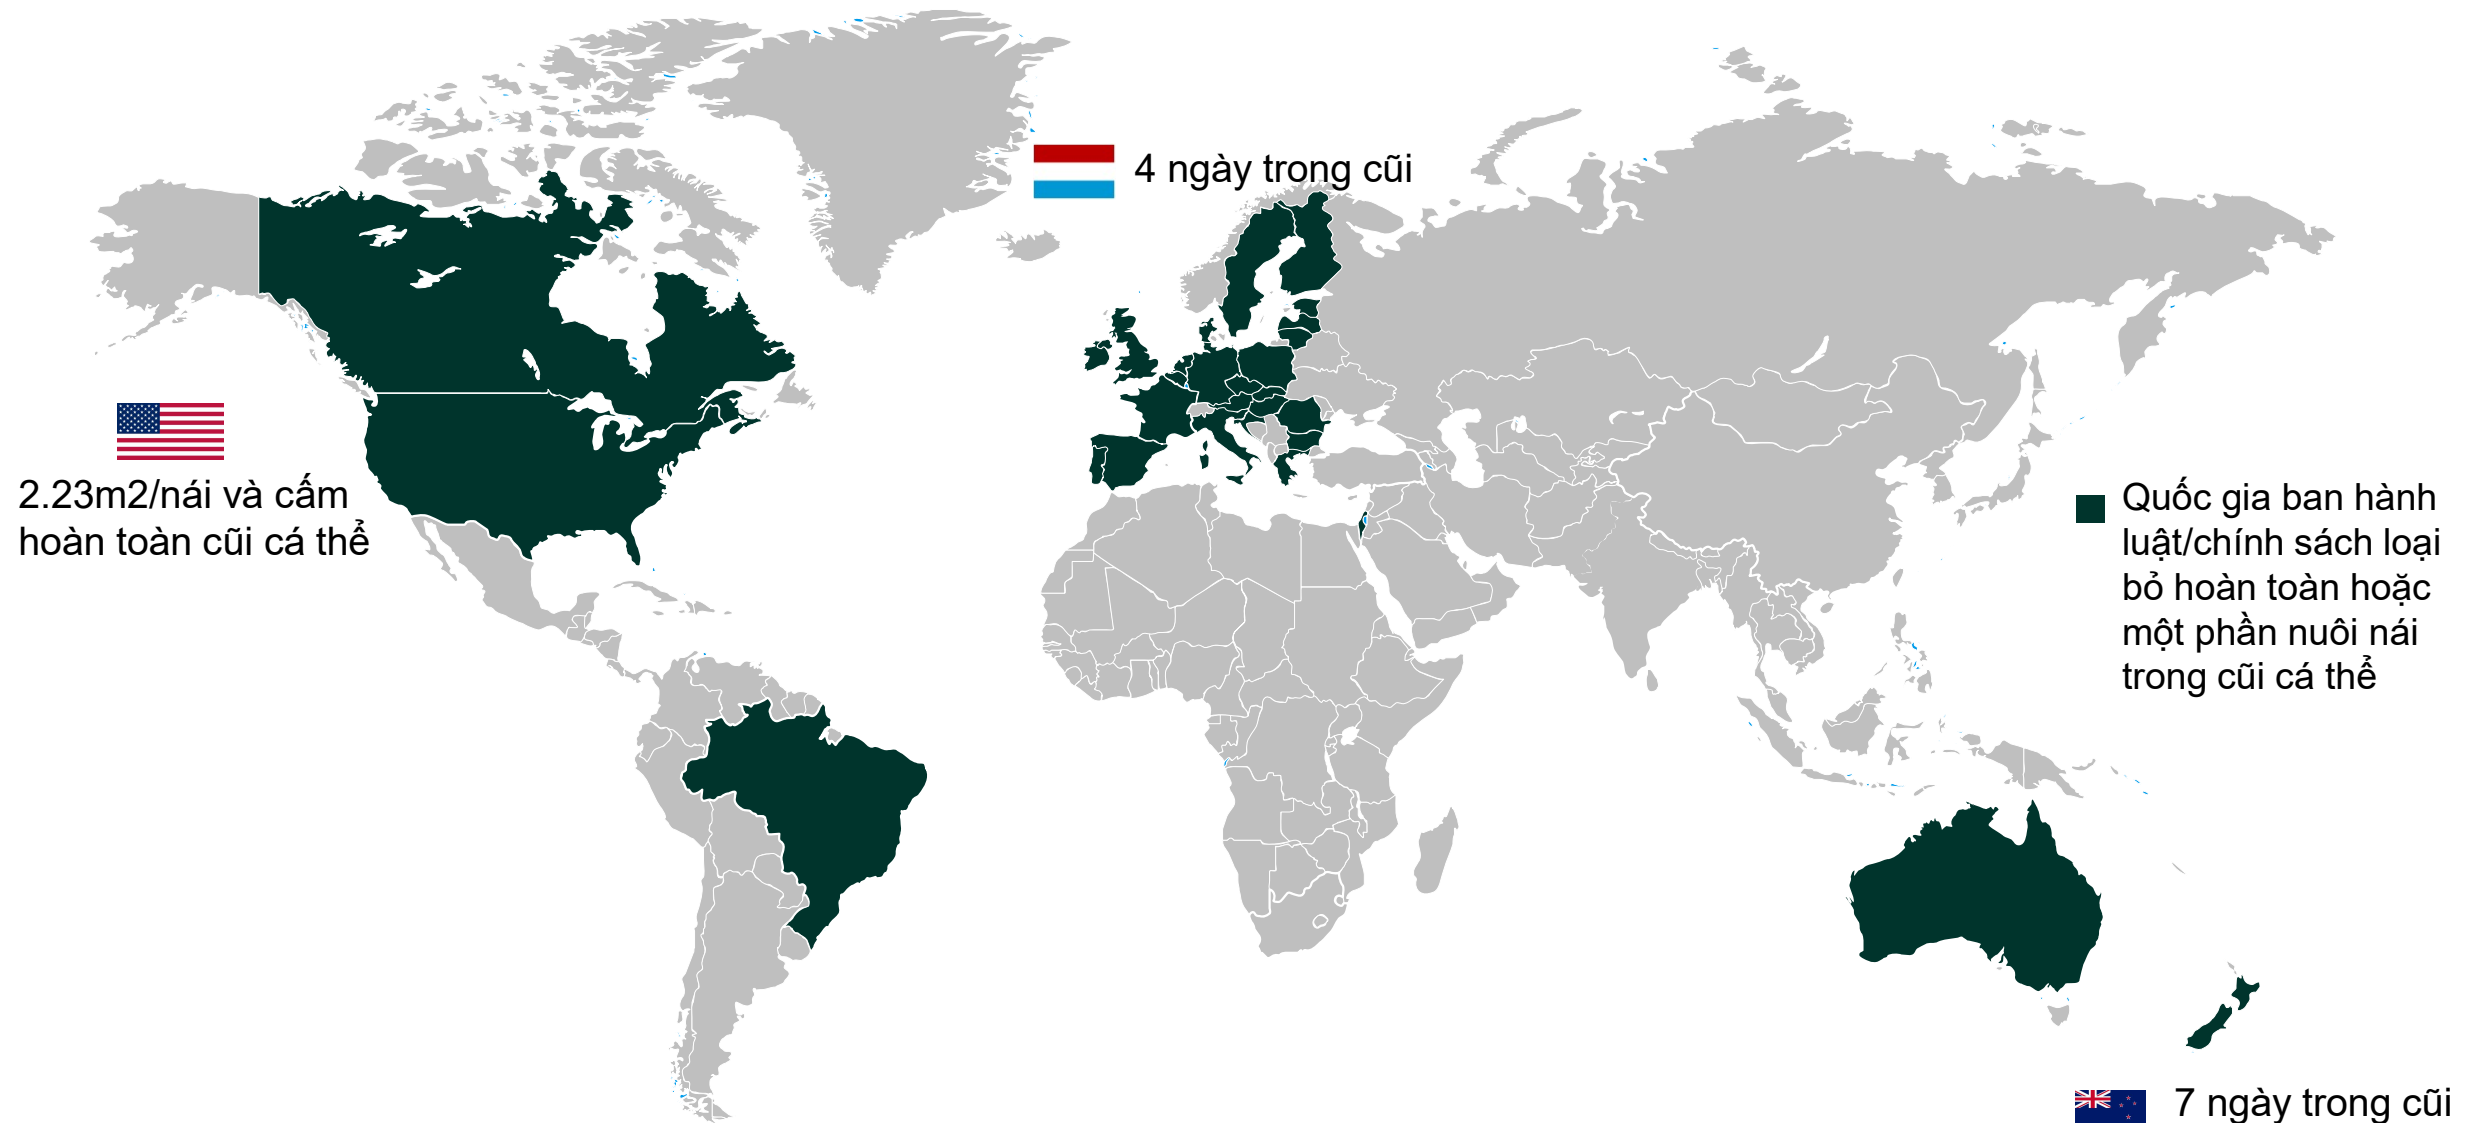 4 ngày trong cũi
2.23m2/nái và cấm
hoàn toàn cũi cá thể
Quốc gia ban hành
luật/chính sách loại
bỏ hoàn toàn hoặc
một phần nuôi nái
trong cũi cá thể
7 ngày trong cũi